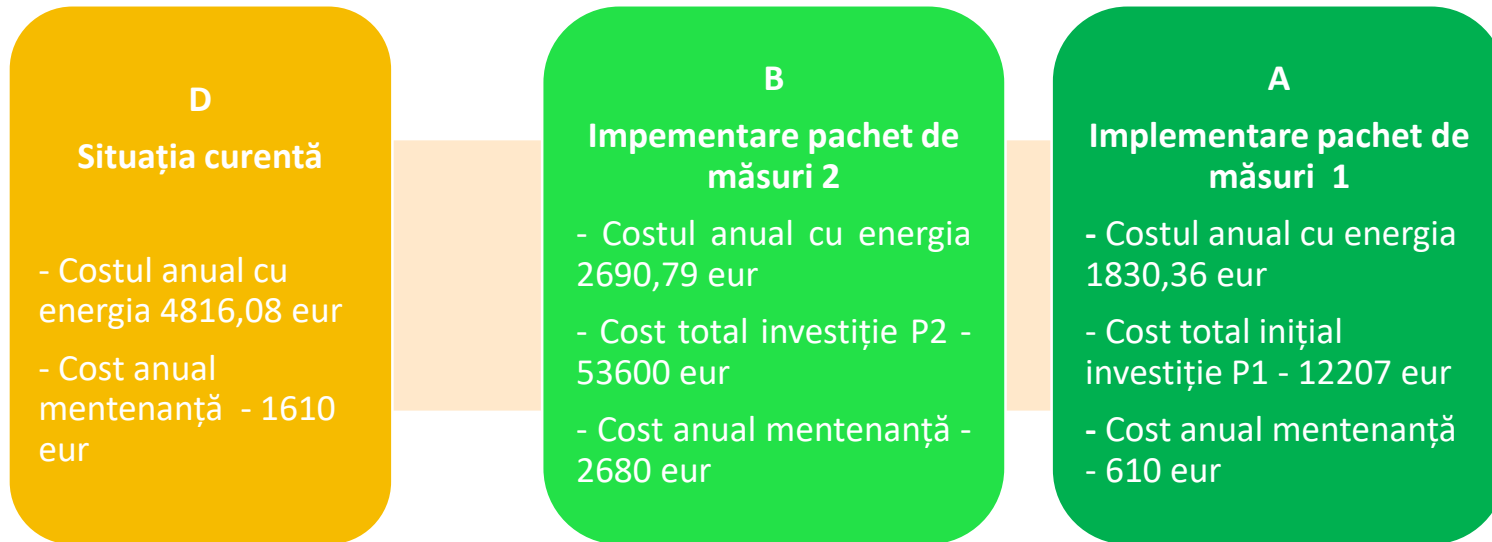 D
Situația curentă
- Costul anual cu
energia 4816,08 eur
- Cost anual
mentenanță - 1610
eur
B
Impementare pachet de
măsuri 2
- Costul anual cu energia
2690,79 eur
- Cost total investiție P2 -
53600 eur
- Cost anual mentenanță -
2680 eur
A
Implementare pachet de
măsuri 1
- Costul anual cu energia
1830,36 eur
- Cost total inițial
investiție P1 - 12207 eur
- Cost anual mentenanță
- 610 eur